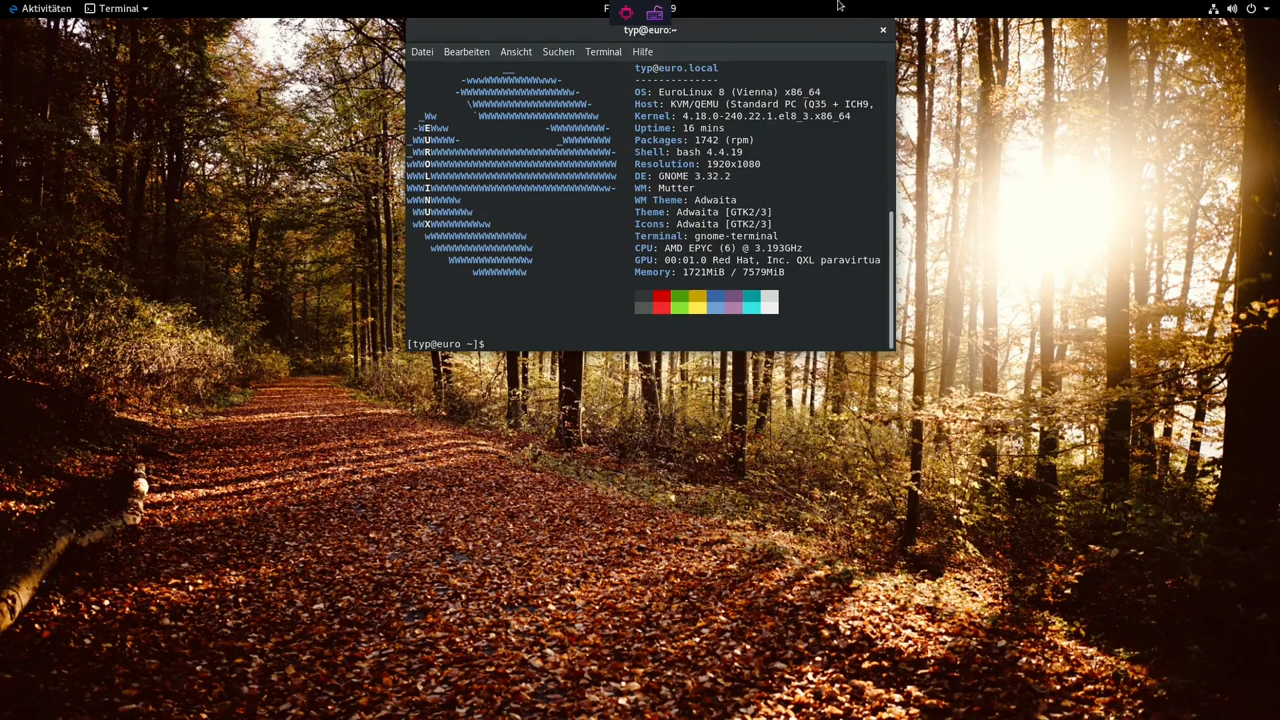 Aktivitäten Terminal F 9
typ@euro:~
Datei Bearbeiten Ansicht Suchen Terminal Hilfe
typ@euro.local
--------------
OS: EuroLinux 8 (Vienna) x86_64
Host: KVM/QEMU (Standard PC (Q35 + ICH9,
Kernel: 4.18.0-240.22.1.el8_3.x86_64
Uptime: 16 mins
Packages: 1742 (rpm)
Shell: bash 4.4.19
Resolution: 1920x1080
DE: GNOME 3.32.2
WM: Mutter
WM Theme: Adwaita
Theme: Adwaita [GTK2/3]
Icons: Adwaita [GTK2/3]
Terminal: gnome-terminal
CPU: AMD EPYC (6) @ 3.193GHz
GPU: 00:01.0 Red Hat, Inc. QXL paravirtua
Memory: 1721MiB / 7579MiB
EUROLINUX
[typ@euro ~]$